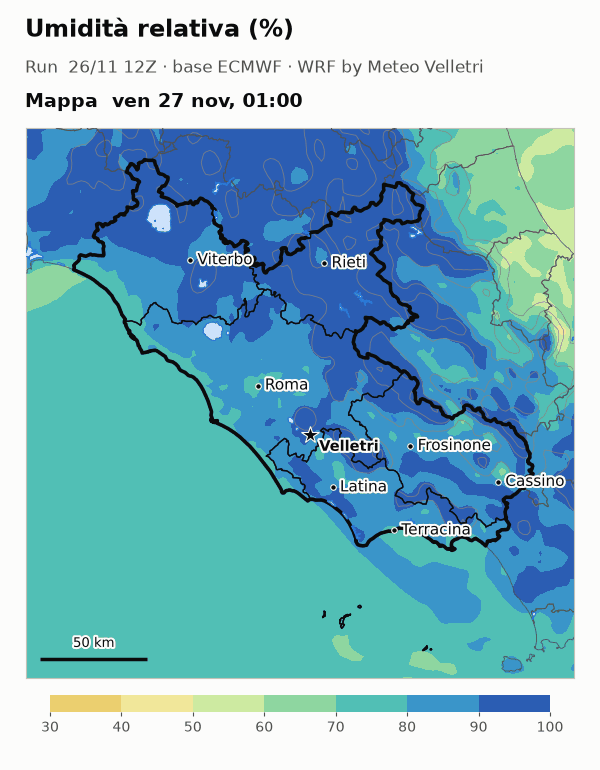 Umidità relativa (%)
Run  26/11 12Z · base ECMWF · WRF by Meteo Velletri
Mappa  ven 27 nov, 01:00
Viterbo
Rieti
Roma
Velletri
Frosinone
Cassino
Latina
Terracina
50 km
30 40 50 60 70 80 90 100